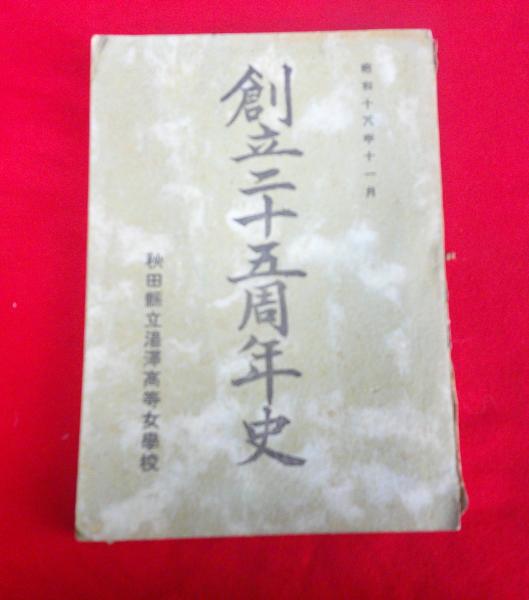 昭和十六年十一月
創立二十五周年史
秋田縣立湯澤高等女學校